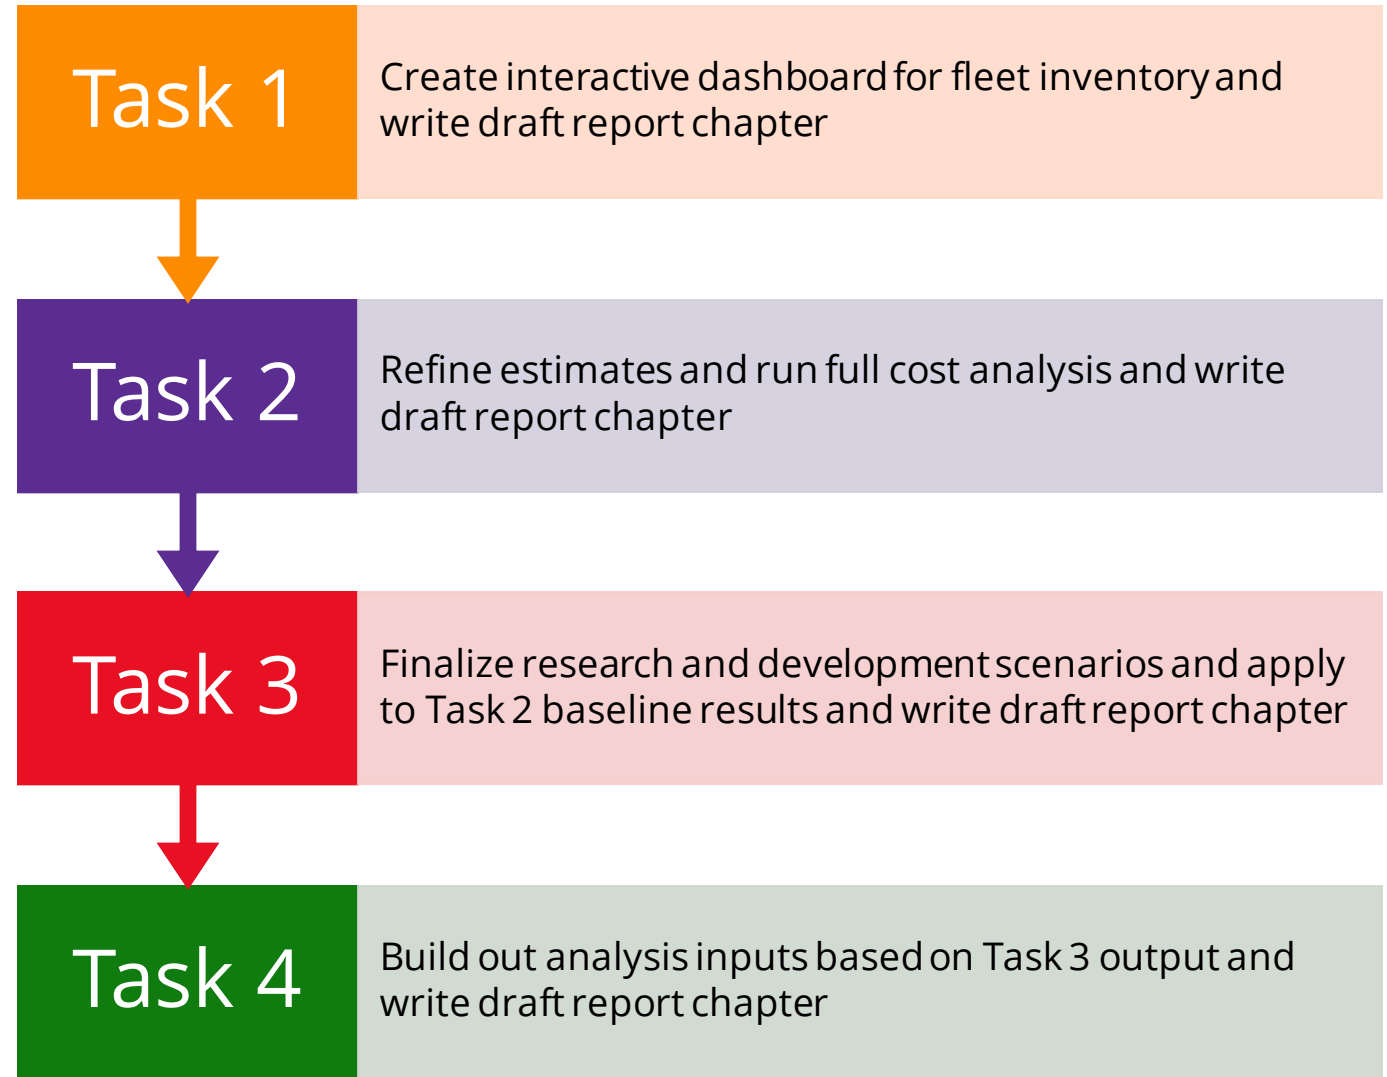 Task 1
Create interactive dashboard for fleet inventory and
write draft report chapter
Task 2
Refine estimates and run full cost analysis and write
draft report chapter
Task 3
Finalize research and development scenarios and apply
to Task 2 baseline results and write draft report chapter
Task 4
Build out analysis inputs based on Task 3 output and
write draft report chapter